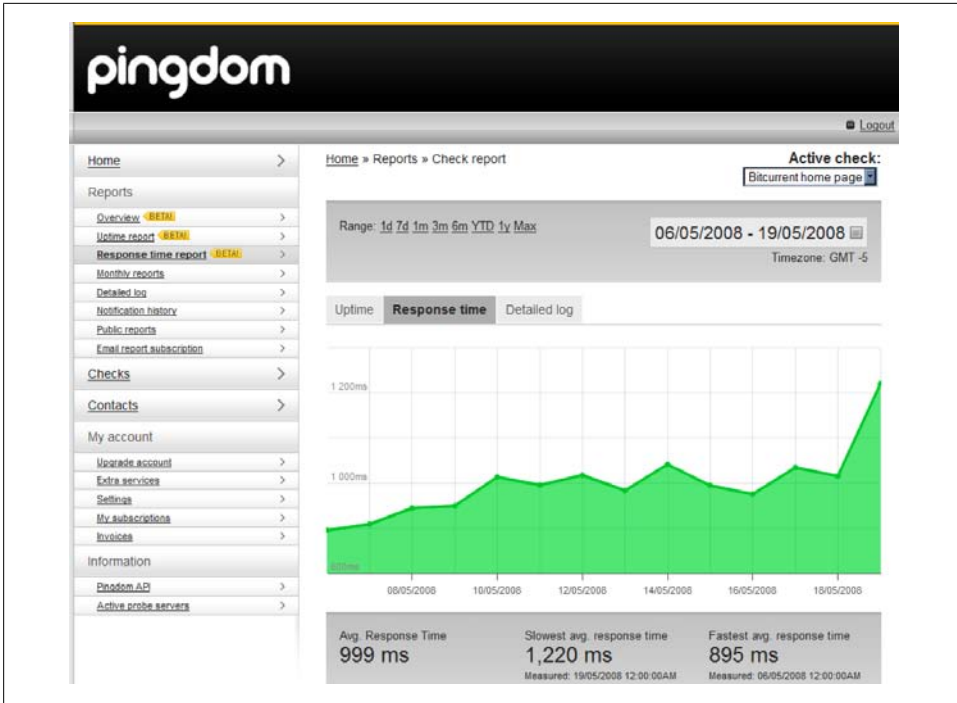 pingdom
Logout
Home
Reports
Overview BETA!
Uptime report BETA!
Response time report BETA!
Monthly reports
Detailed log
Notification history
Public reports
Email report subscription
Checks
Contacts
My account
Upgrade account
Extra services
Settings
My subscriptions
Invoices
Information
Pingdom API
Active probe servers
Home » Reports » Check report
Active check:
Bitcurrent home page
Range: 1d 7d 1m 3m 6m YTD 1y Max
06/05/2008 - 19/05/2008
Timezone: GMT -5
Uptime Response time Detailed log
1 200ms
1 000ms
800ms
08/05/2008 10/05/2008 12/05/2008 14/05/2008 16/05/2008 18/05/2008
Avg. Response Time
999 ms
Slowest avg. response time
1,220 ms
Measured: 19/05/2008 12:00:00AM
Fastest avg. response time
895 ms
Measured: 06/05/2008 12:00:00AM